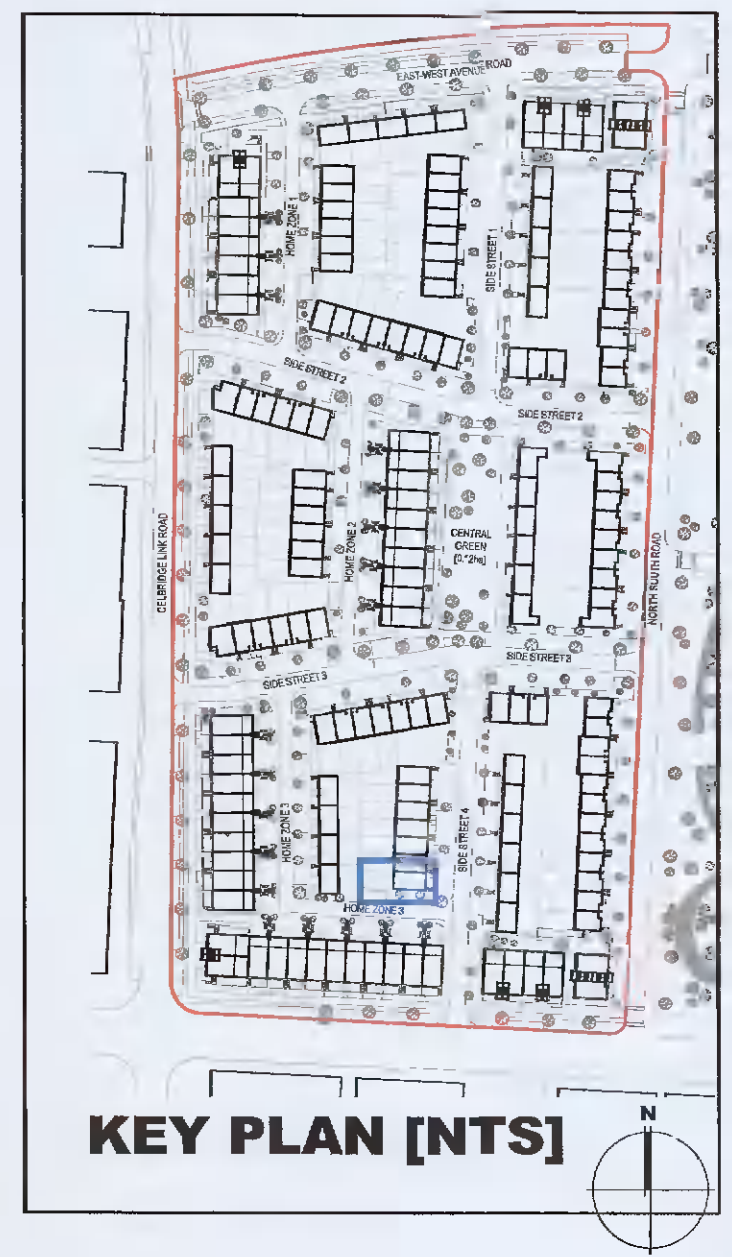 EAST-WEST AVENUE ROAD
HOME ZONE 1
SIDE STREET 1
SIDE STREET 2
SIDE STREET 2
CELBRIDGE LINK ROAD
HOME ZONE 2
CENTRAL
GREEN
NORTH SOUTH ROAD
SIDE STREET 3
SIDE STREET 3
HOME ZONE 3
SIDE STREET 4
HOME ZONE 3
KEY PLAN [NTS]
N